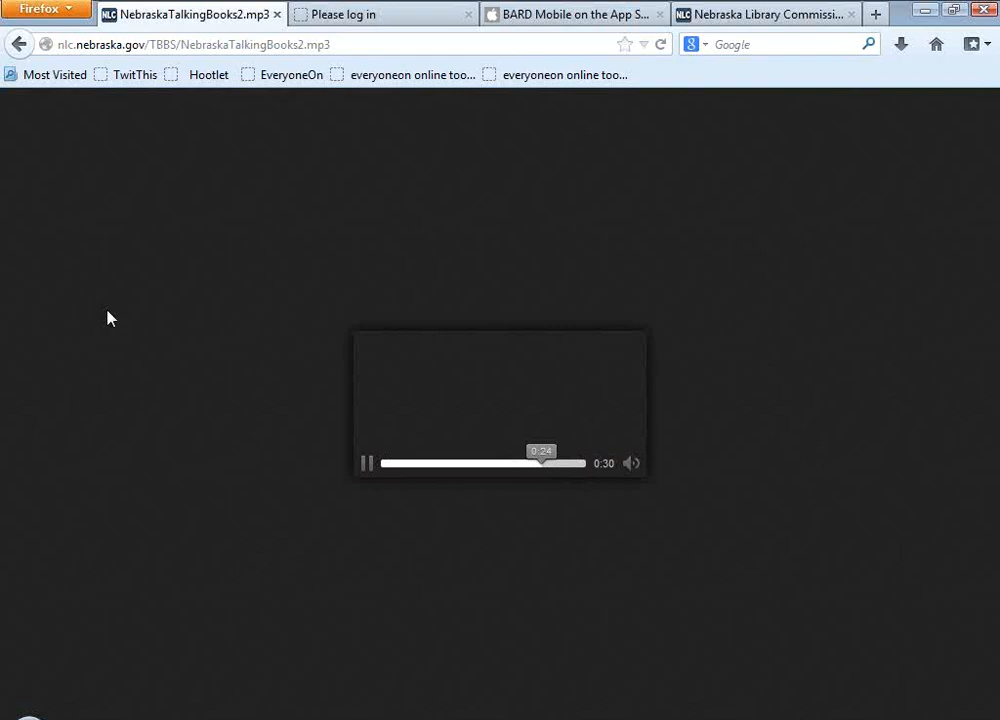 Firefox
NLC NebraskaTalkingBooks2.mp3
Please log in
BARD Mobile on the App S...
NLC Nebraska Library Commissi...
nlc.nebraska.gov/TBBS/NebraskaTalkingBooks2.mp3
8 Google
Most Visited TwitThis Hootlet EveryoneOn everyoneon online too... everyoneon online too...
0:24
0:30